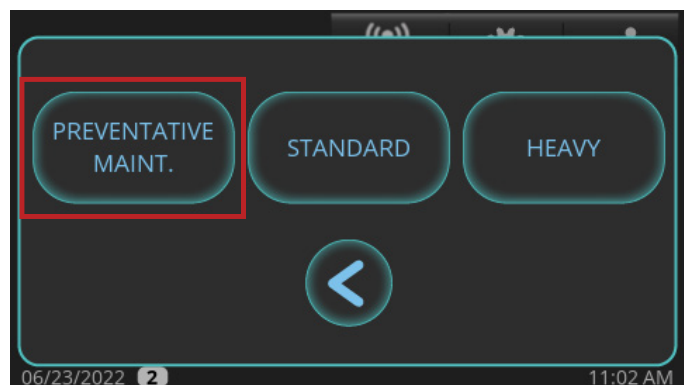 PREVENTATIVE
MAINT.
STANDARD
HEAVY
06/23/2022 2
11:02 AM